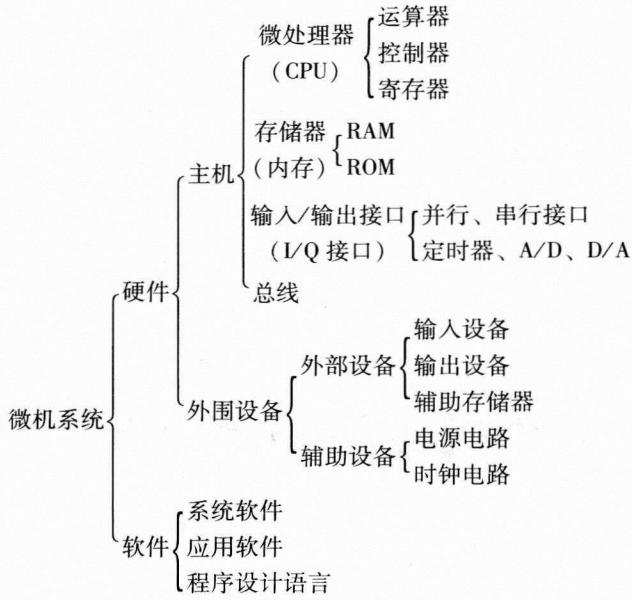 微处理器
(CPU)
运算器
控制器
寄存器
存储器
(内存)
RAM
ROM
主机
输入/输出接口
(I/Q 接口)
并行、串行接口
定时器、A/D、D/A
总线
硬件
外部设备
输入设备
输出设备
辅助存储器
外围设备
微机系统
辅助设备
电源电路
时钟电路
软件
系统软件
应用软件
程序设计语言